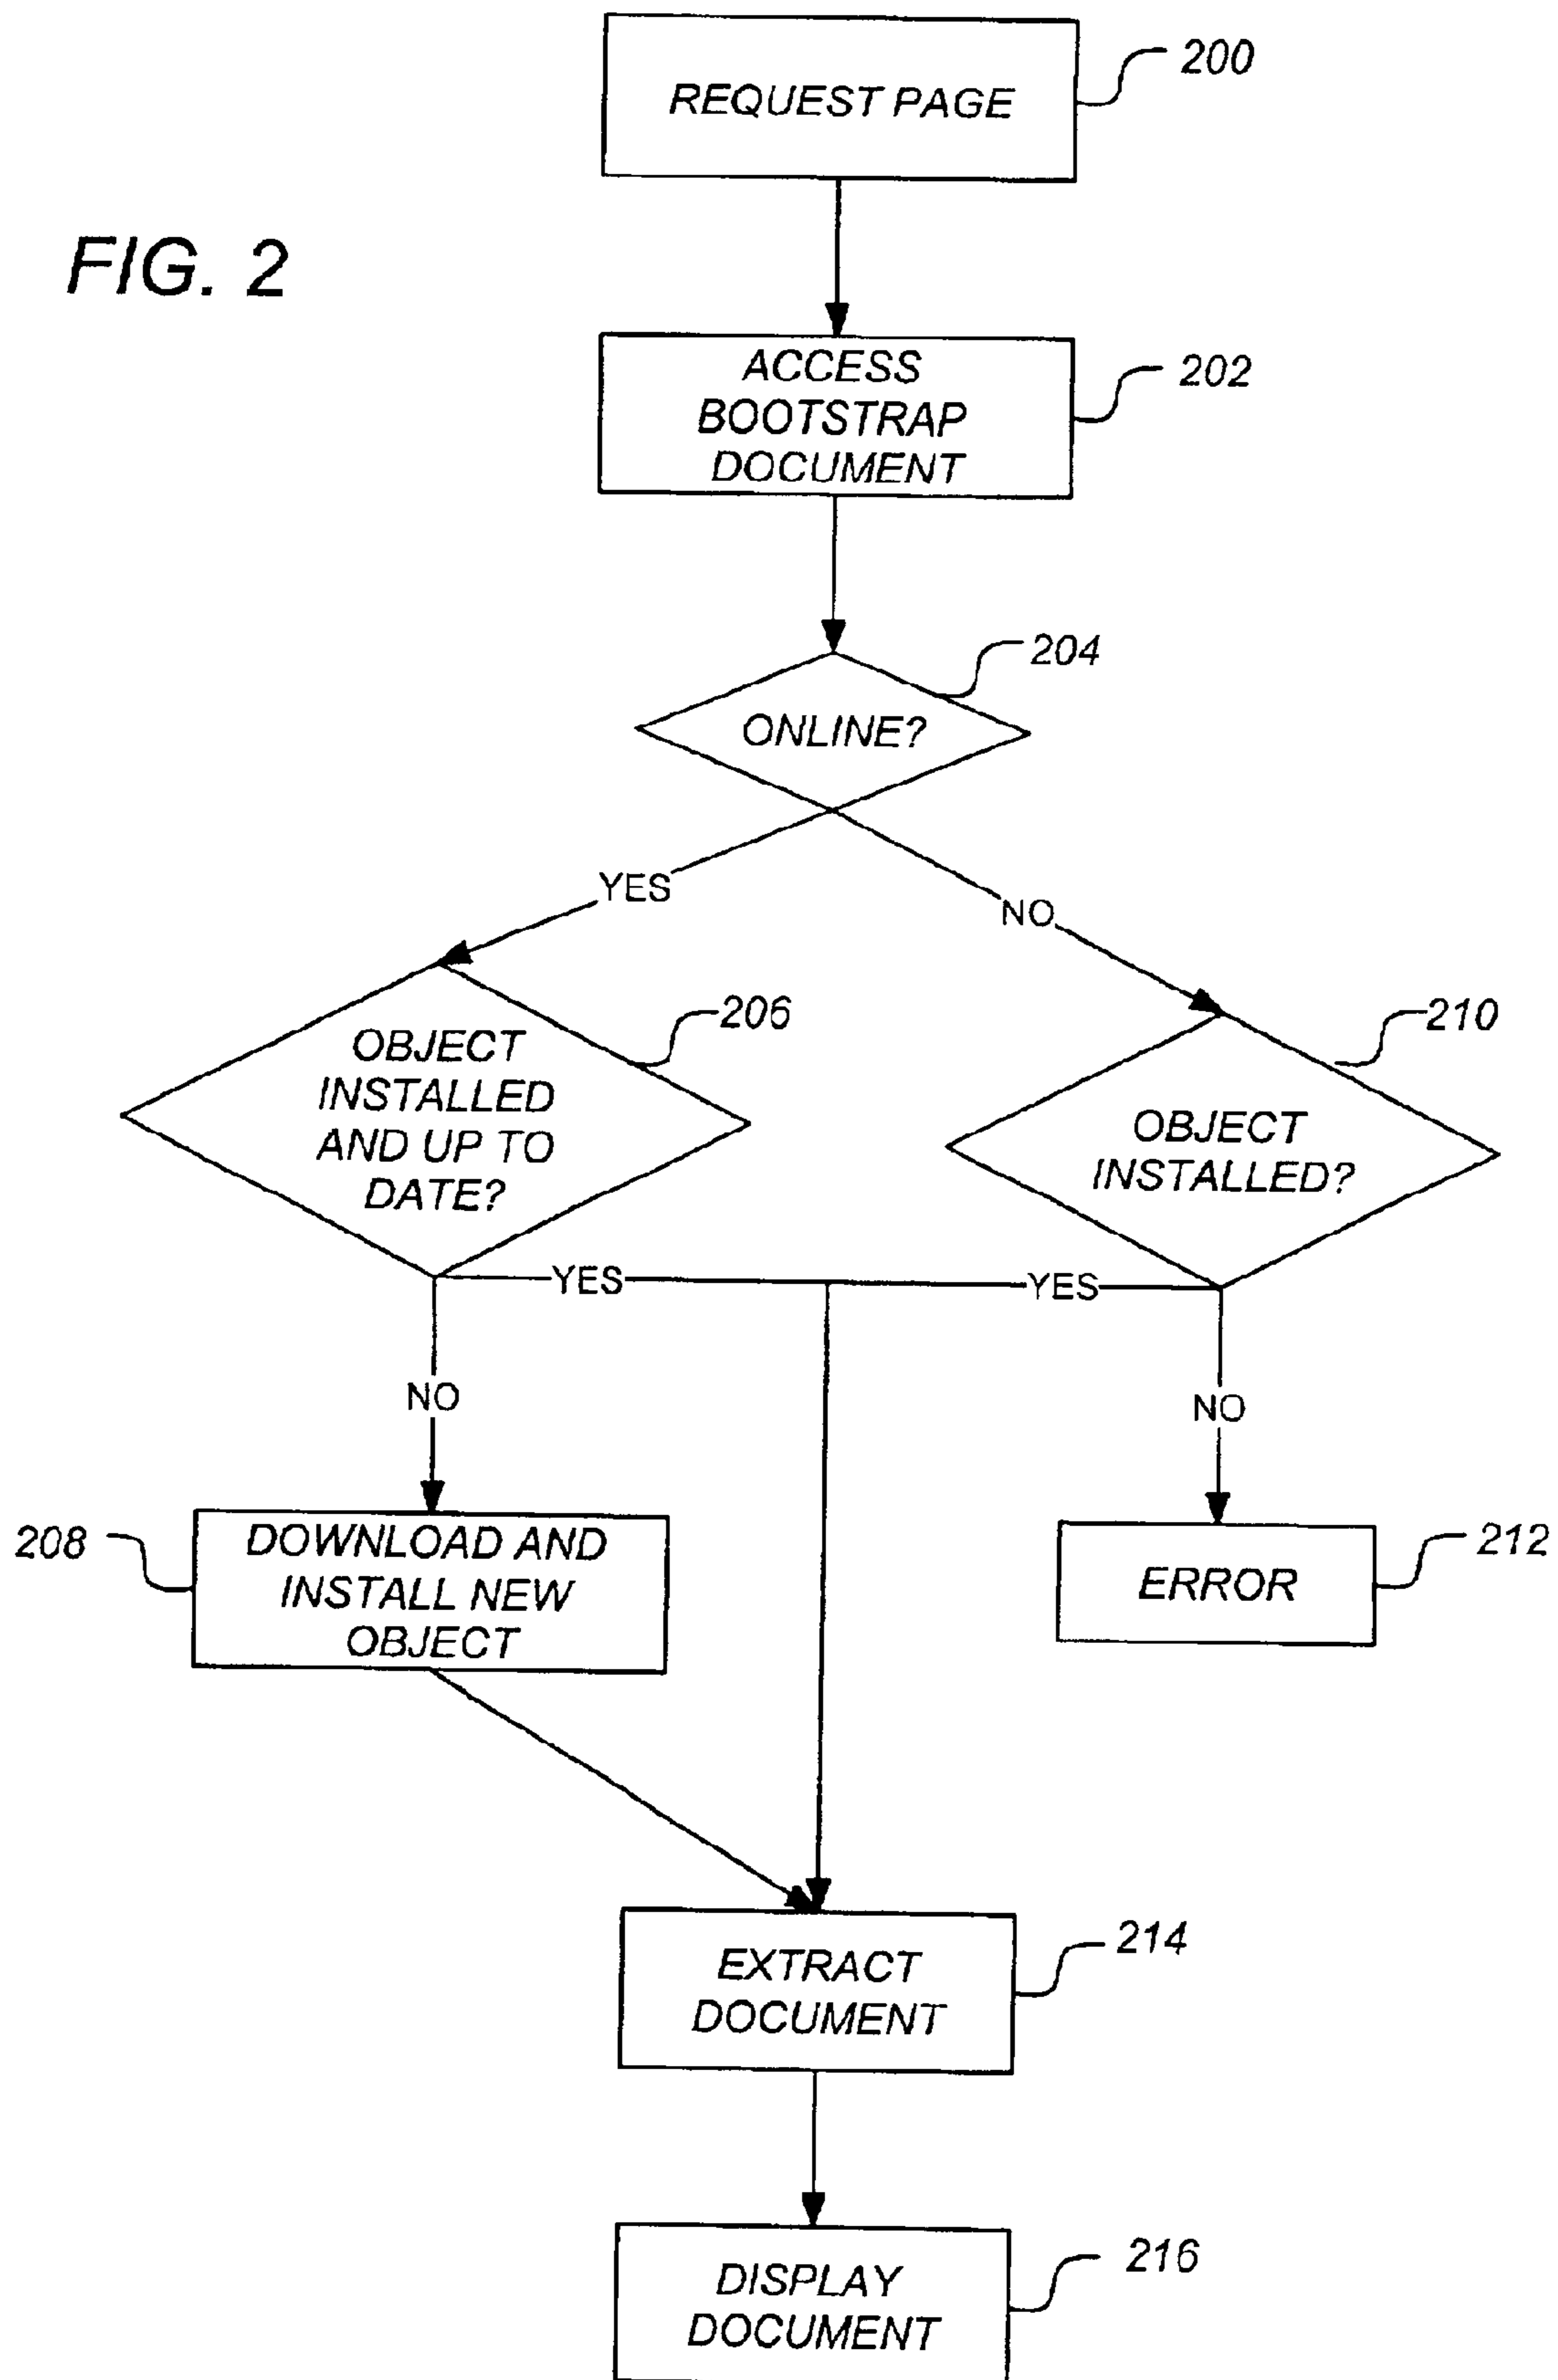 REQUEST PAGE
200
FIG. 2
ACCESS
BOOTSTRAP
DOCUMENT
202
204
ONLINE?
YES
NO
206
OBJECT
INSTALLED
AND UP TO
DATE?
210
OBJECT
INSTALLED?
YES
YES
NO
NO
208
DOWNLOAD AND
INSTALL NEW
OBJECT
ERROR
212
EXTRACT
DOCUMENT
214
DISPLAY
DOCUMENT
216